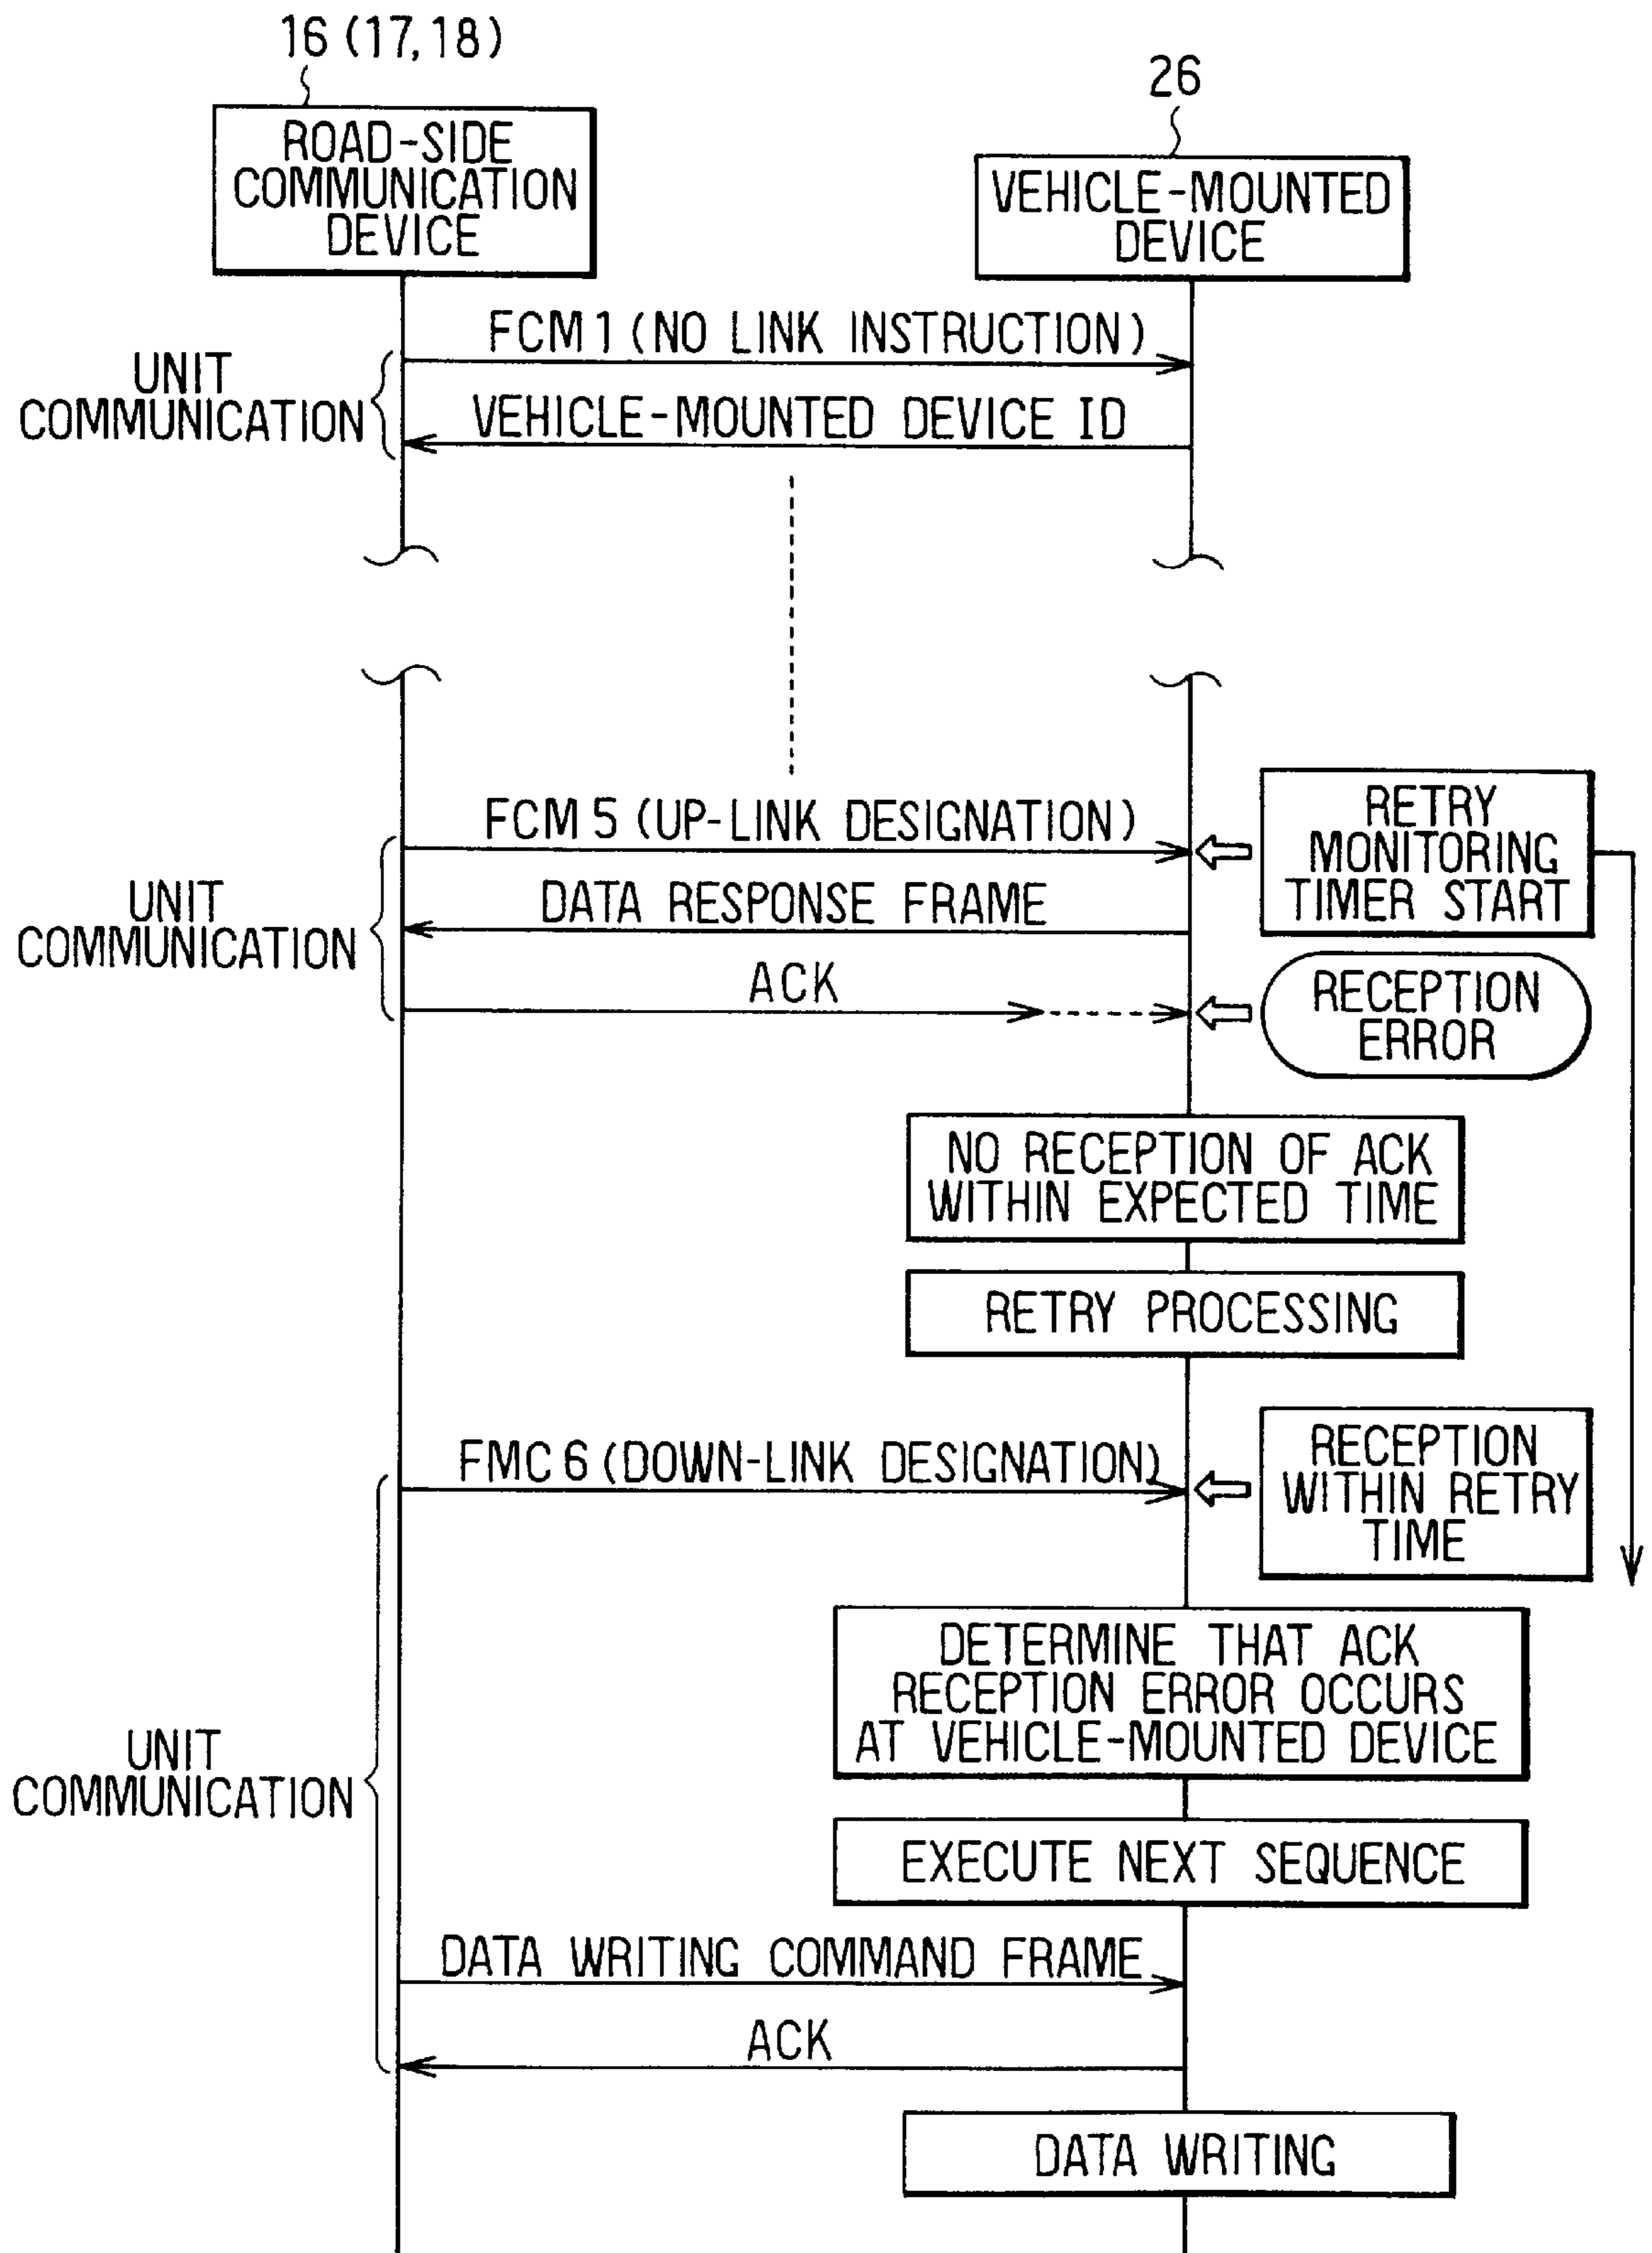 16 (17, 18)
26
ROAD-SIDE
COMMUNICATION
DEVICE
VEHICLE-MOUNTED
DEVICE
FCM 1 (NO LINK INSTRUCTION)
UNIT
COMMUNICATION
VEHICLE-MOUNTED DEVICE ID
FCM 5 (UP-LINK DESIGNATION)
RETRY
MONITORING
TIMER START
UNIT
COMMUNICATION
DATA RESPONSE FRAME
ACK
RECEPTION
ERROR
NO RECEPTION OF ACK
WITHIN EXPECTED TIME
RETRY PROCESSING
FMC 6 (DOWN-LINK DESIGNATION)
RECEPTION
WITHIN RETRY
TIME
DETERMINE THAT ACK
RECEPTION ERROR OCCURS
AT VEHICLE-MOUNTED DEVICE
UNIT
COMMUNICATION
EXECUTE NEXT SEQUENCE
DATA WRITING COMMAND FRAME
ACK
DATA WRITING